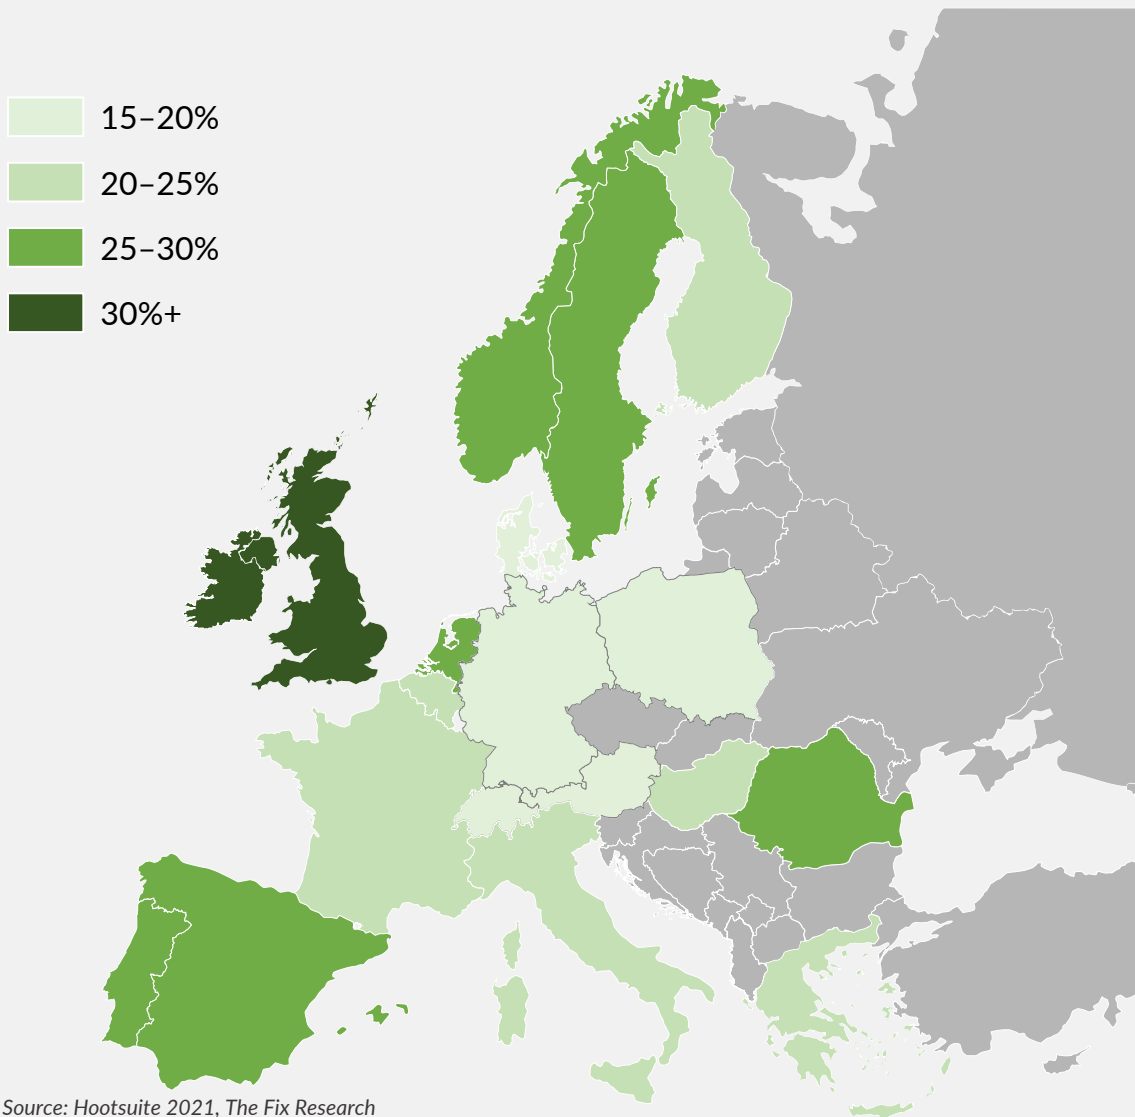 15–20%
20–25%
25–30%
30%+
Source: Hootsuite 2021, The Fix Research